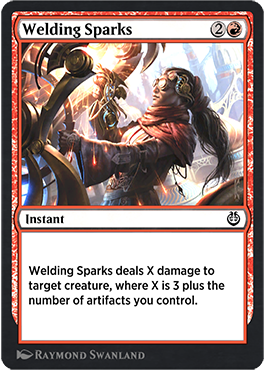 Welding Sparks 2
Instant
Welding Sparks deals X damage to
target creature, where X is 3 plus the
number of artifacts you control.
RAYMOND SWANLAND